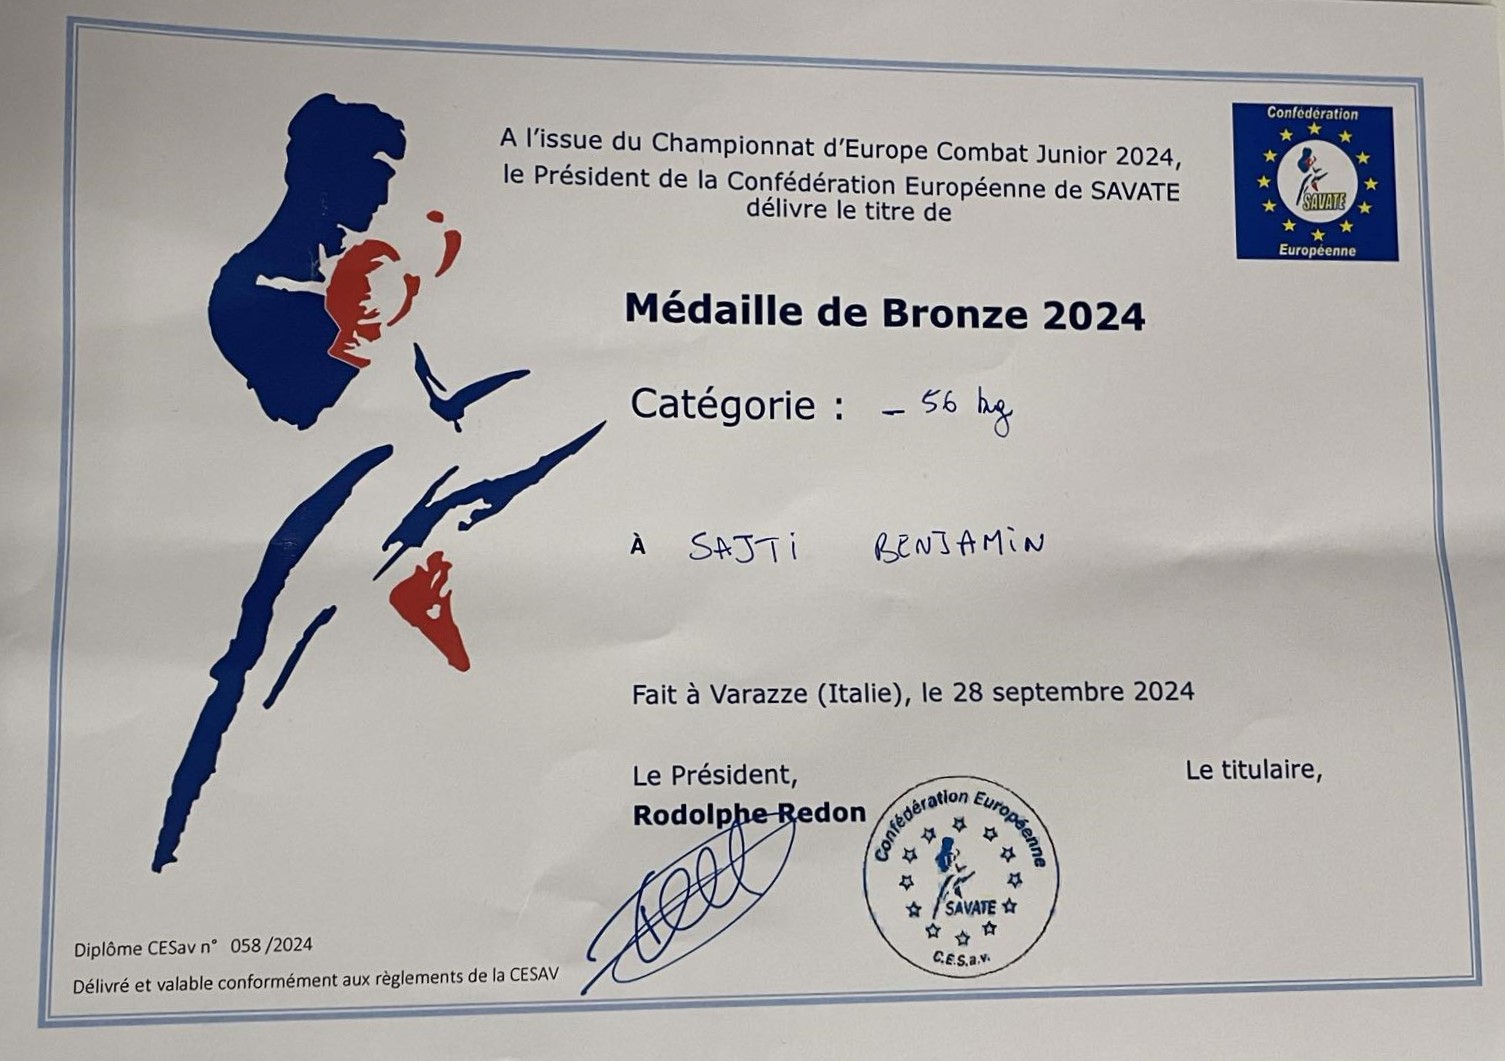 A l'issue du Championnat d'Europe Combat Junior 2024,
le Président de la Confédération Européenne de SAVATE
délivre le titre de
Confédération
SAVATE
Européenne
Médaille de Bronze 2024
Catégorie : - 56 kg
À SAJTi BENJAMiN
Fait à Varazze (Italie), le 28 septembre 2024
Le Président,
Rodolphe Redon
Le titulaire,
Confédération Européenne
SAVATE
C.E.S.a.v.
Diplôme CESav n° 058 /2024
Délivré et valable conformément aux règlements de la CESAV